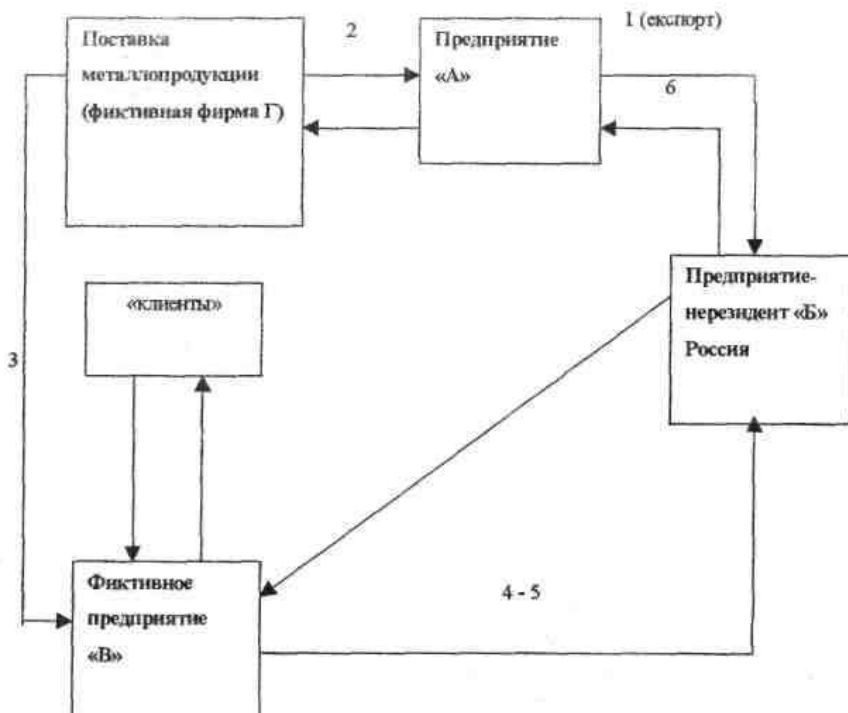 Поставка
металлопродукции
(фиктивная фирма Г)
2
Предприятие
«А»
1 (експорт)
6
«клиенты»
Предприятие-
нерезидент «Б»
Россия
3
Фиктивное
предприятие
«В»
4 - 5